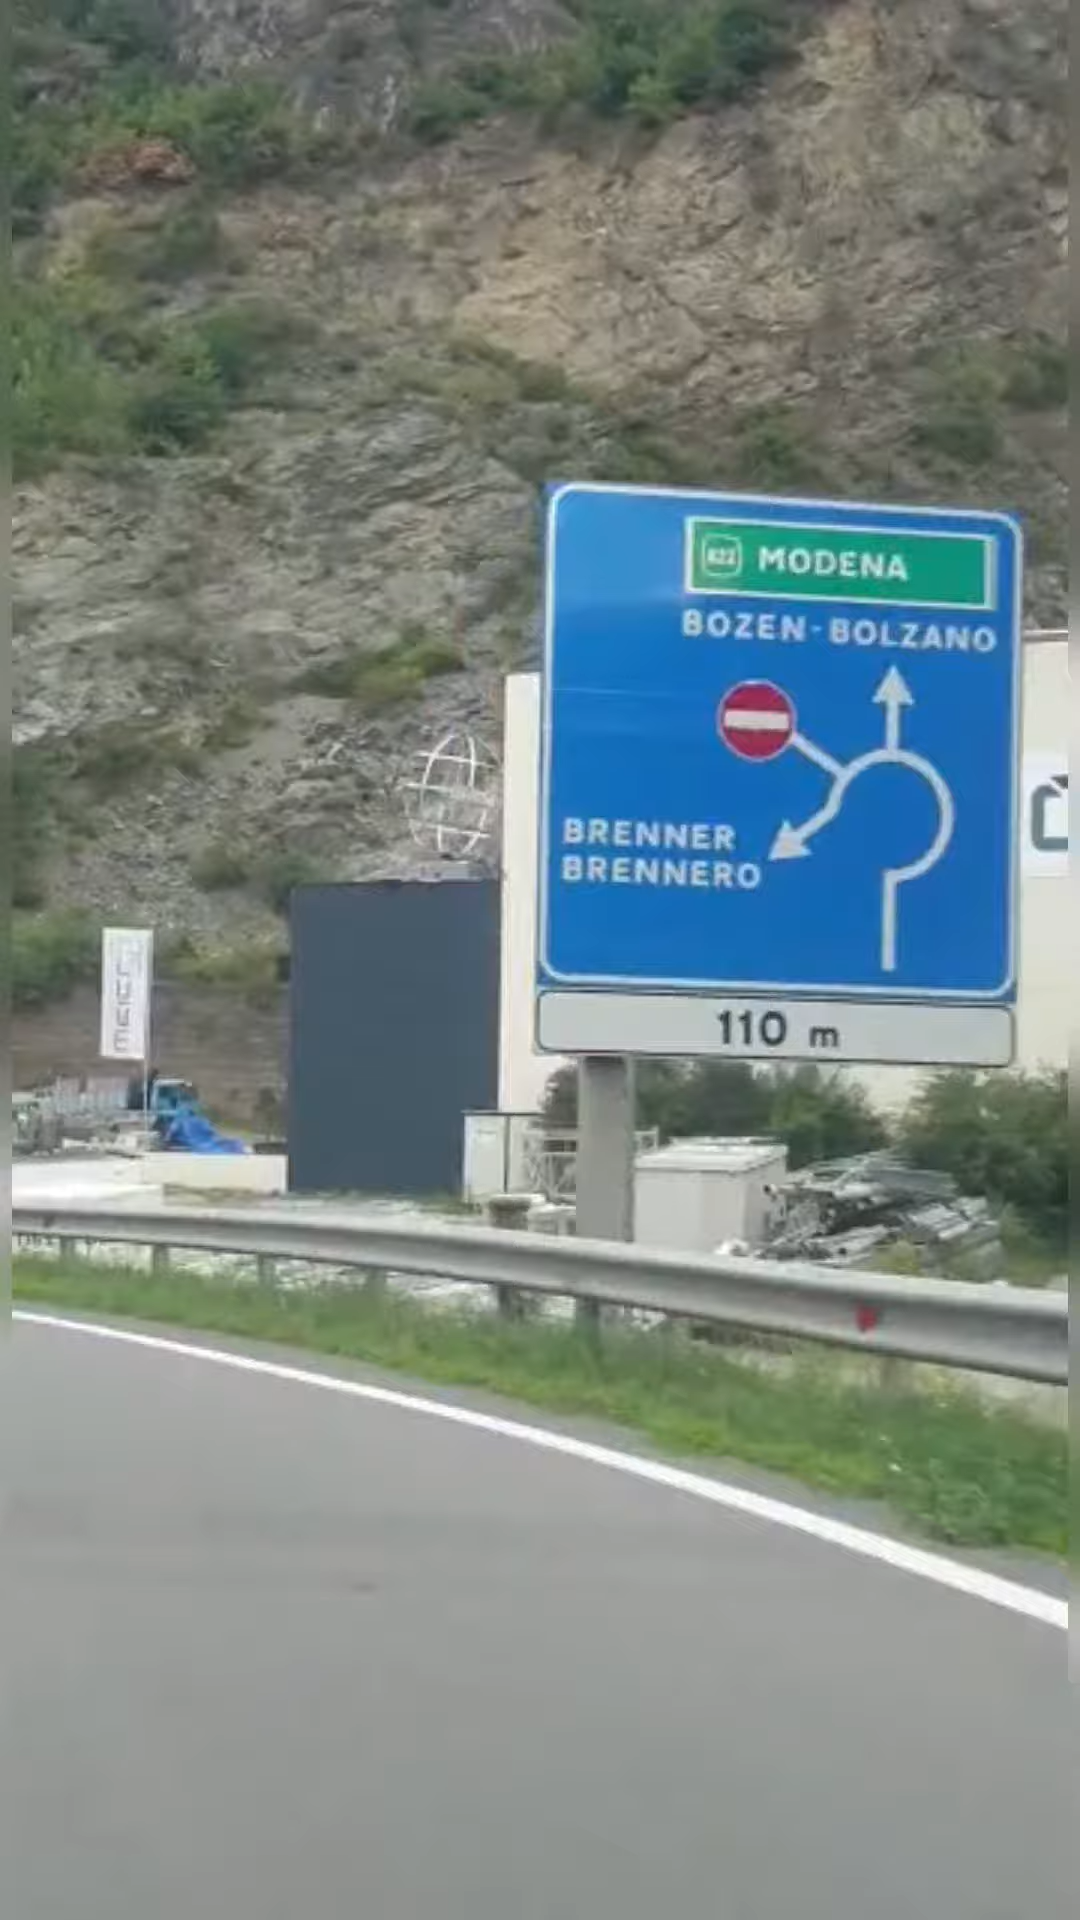 A22 MODENA
BOZEN-BOLZANO
BRENNER
BRENNERO
110 m